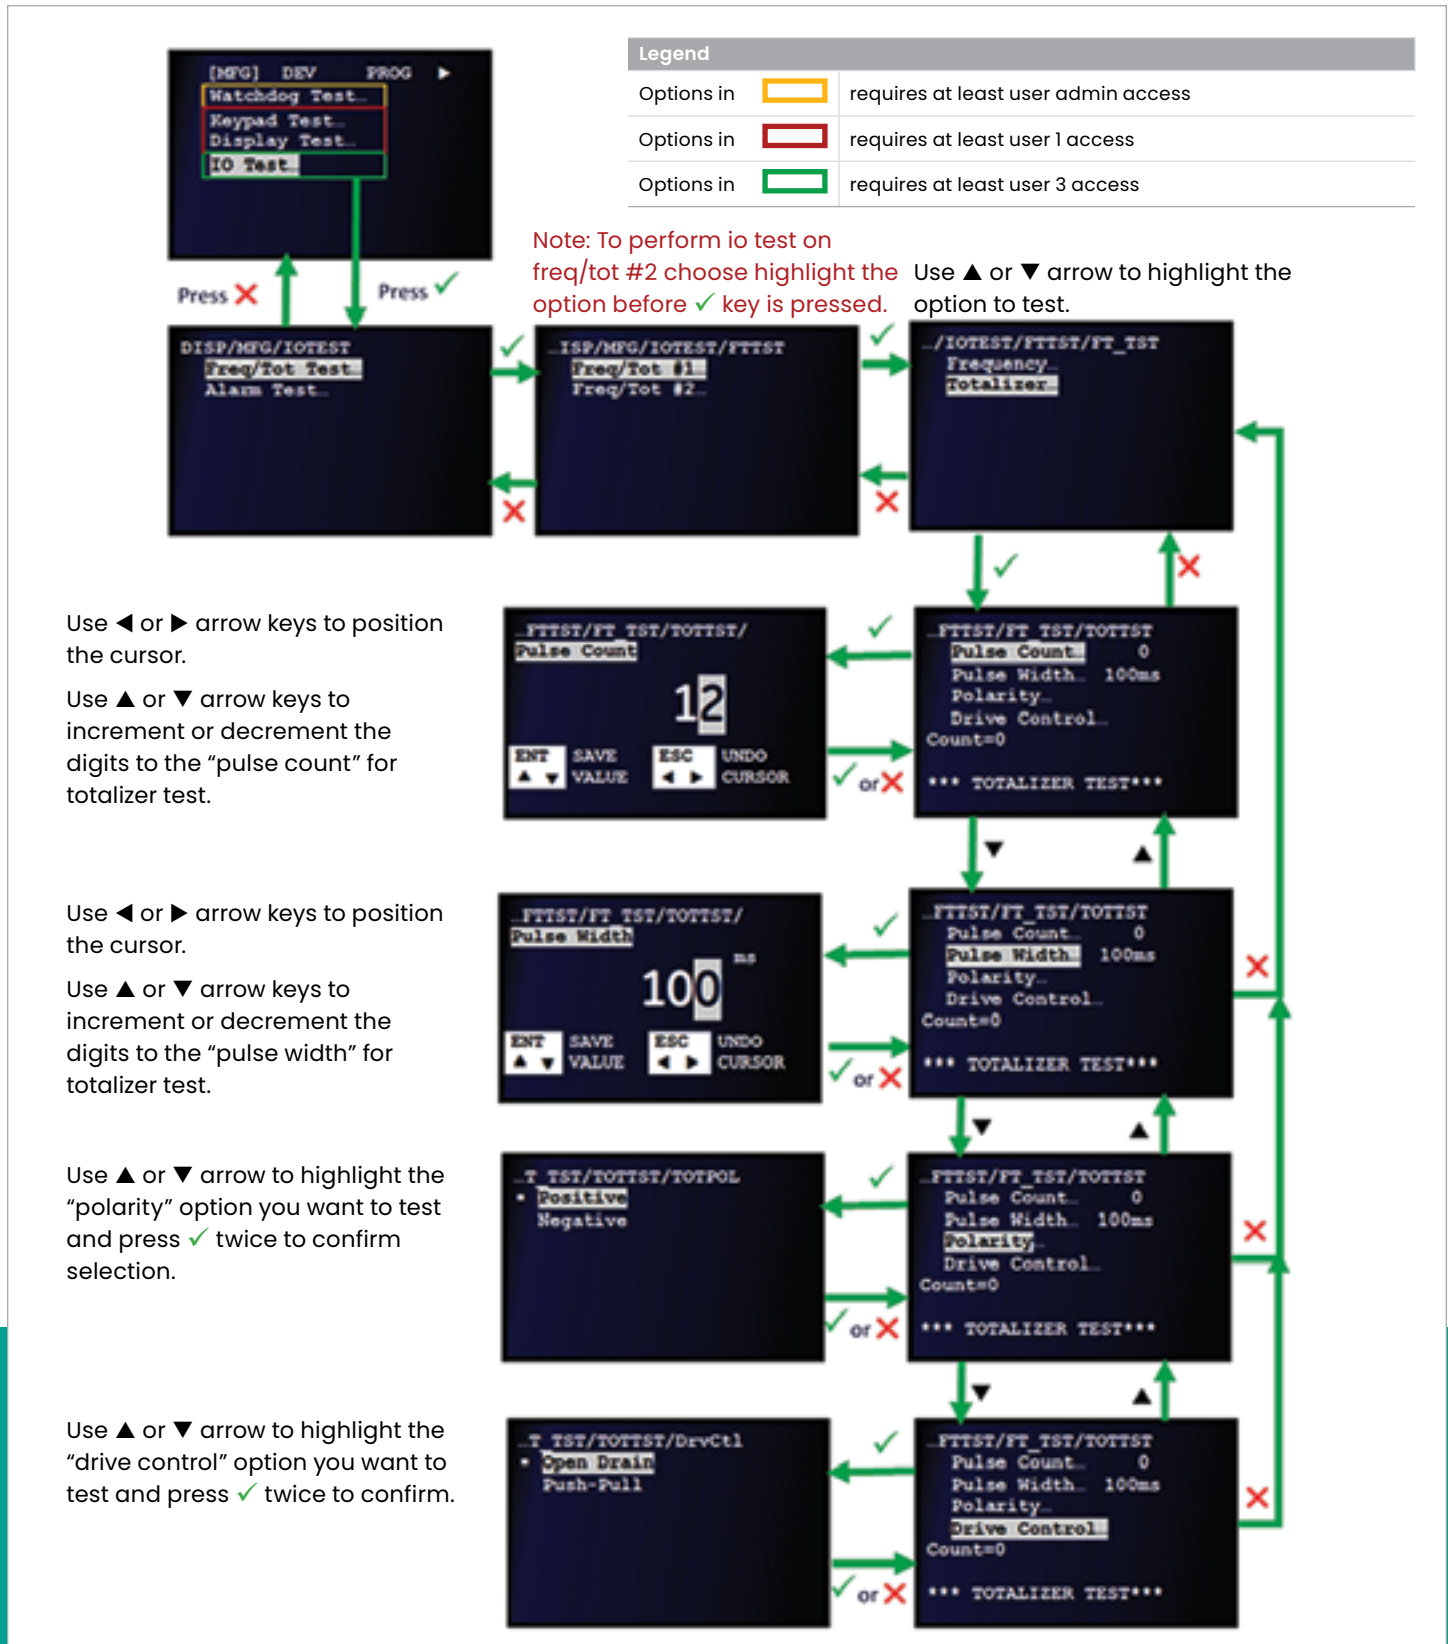 [MFG] DEV PROG ▶
Watchdog Test…
Keypad Test…
Display Test…
IO Test…
Legend
Options in requires at least user admin access
Options in requires at least user 1 access
Options in requires at least user 3 access
Press ✗
Press ✓
Note: To perform io test on
freq/tot #2 choose highlight the
option before ✓ key is pressed.
Use ▲ or ▼ arrow to highlight the
option to test.
DISP/MFG/IOTEST
Freq/Tot Test…
Alarm Test…
…ISP/MFG/IOTEST/FTTST
Freq/Tot #1…
Freq/Tot #2…
…/IOTEST/FTTST/FT_TST
Frequency…
Totalizer…
Use ◀ or ▶ arrow keys to position
the cursor.
Use ▲ or ▼ arrow keys to
increment or decrement the
digits to the “pulse count” for
totalizer test.
…FTTST/FT_TST/TOTTST/
Pulse Count
12
ENT SAVE ESC UNDO
▲ ▼ VALUE ◀ ▶ CURSOR
✓ or ✗
…FTTST/FT_TST/TOTTST
Pulse Count… 0
Pulse Width… 100ms
Polarity…
Drive Control…
Count=0
*** TOTALIZER TEST***
Use ◀ or ▶ arrow keys to position
the cursor.
Use ▲ or ▼ arrow keys to
increment or decrement the
digits to the “pulse width” for
totalizer test.
…FTTST/FT_TST/TOTTST/
Pulse Width
100 ms
ENT SAVE ESC UNDO
▲ ▼ VALUE ◀ ▶ CURSOR
✓ or ✗
…FTTST/FT_TST/TOTTST
Pulse Count… 0
Pulse Width… 100ms
Polarity…
Drive Control…
Count=0
*** TOTALIZER TEST***
Use ▲ or ▼ arrow to highlight the
“polarity” option you want to test
and press ✓ twice to confirm
selection.
…T_TST/TOTTST/TOTPOL
Positive
Negative
✓ or ✗
…FTTST/FT_TST/TOTTST
Pulse Count… 0
Pulse Width… 100ms
Polarity…
Drive Control…
Count=0
*** TOTALIZER TEST***
Use ▲ or ▼ arrow to highlight the
“drive control” option you want to
test and press ✓ twice to confirm.
…T_TST/TOTTST/DrvCtl
Open Drain
Push-Pull
✓ or ✗
…FTTST/FT_TST/TOTTST
Pulse Count… 0
Pulse Width… 100ms
Polarity…
Drive Control…
Count=0
*** TOTALIZER TEST***